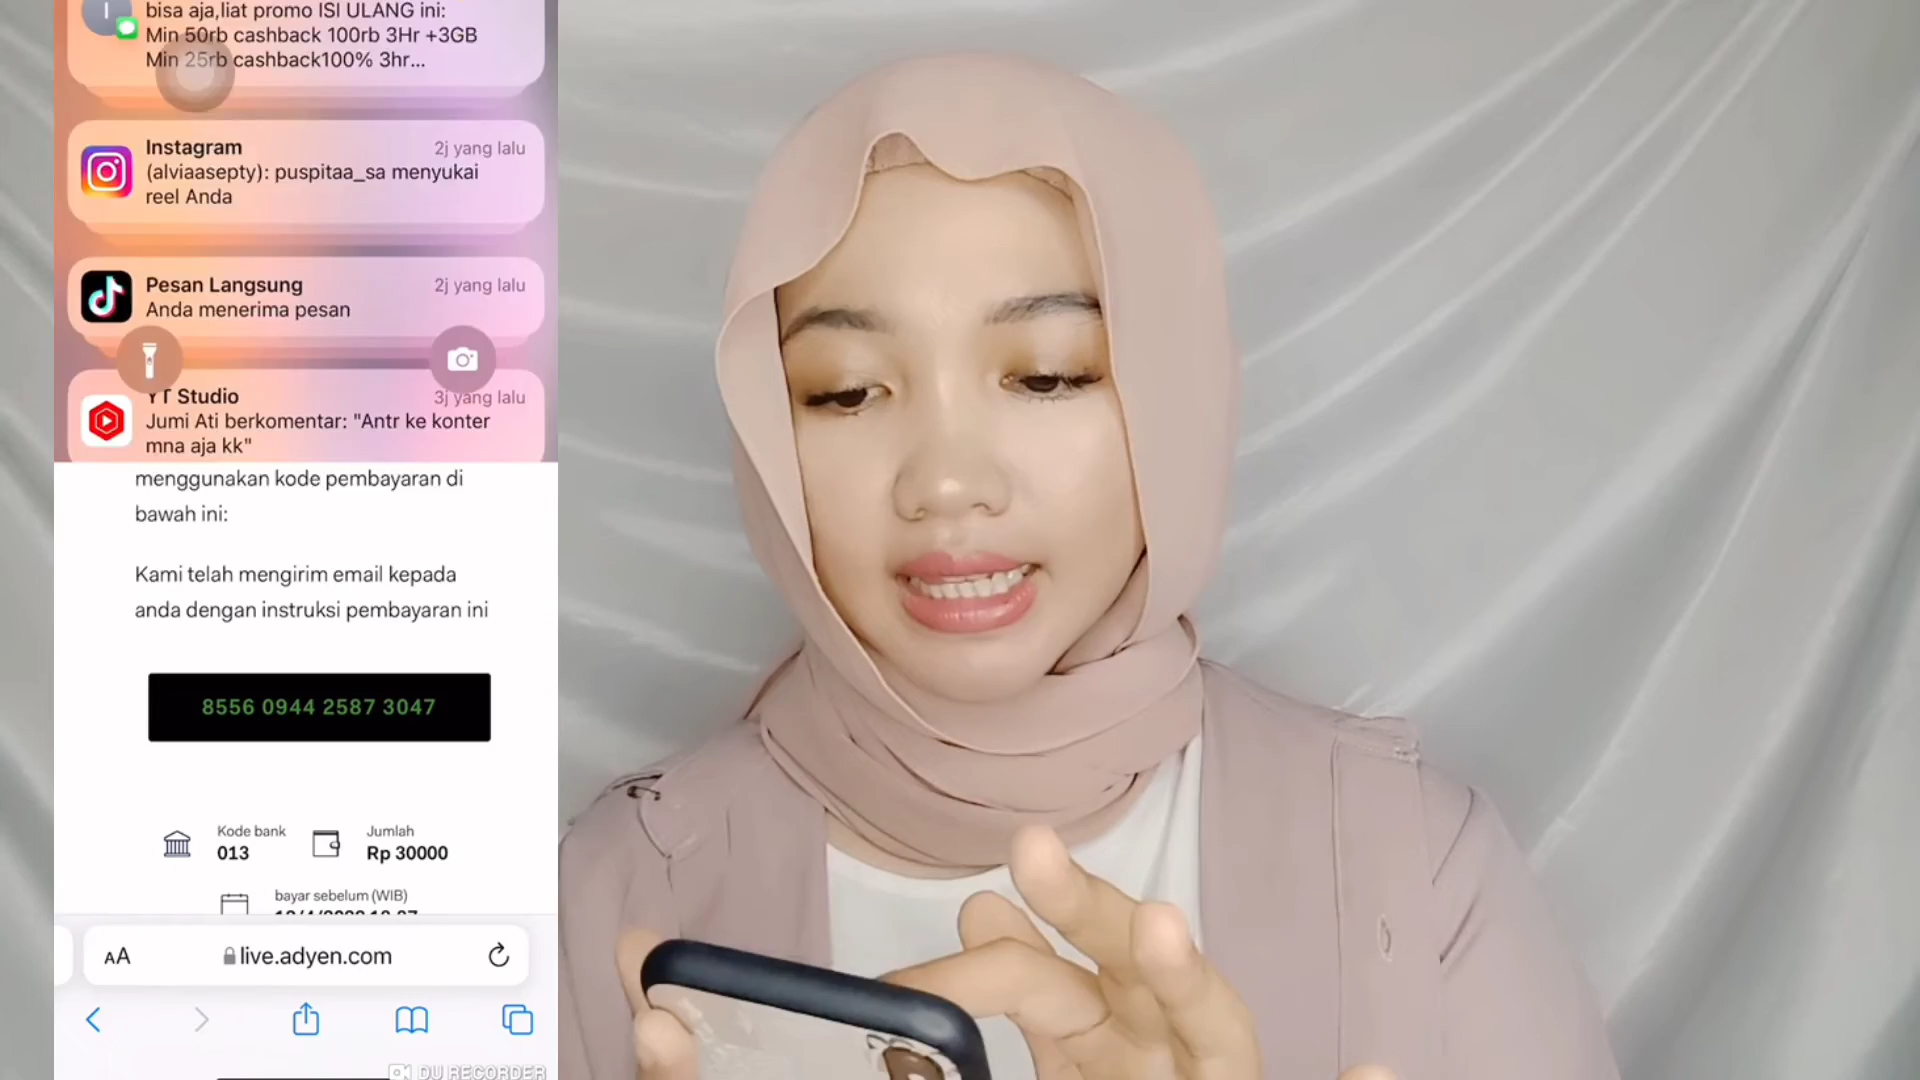 bisa aja,liat promo ISI ULANG ini:
Min 50rb cashback 100rb 3Hr +3GB
Min 25rb cashback100% 3hr...
Instagram
2j yang lalu
(alviaasepty): puspitaa_sa menyukai
reel Anda
Pesan Langsung
2j yang lalu
Anda menerima pesan
YT Studio
3j yang lalu
Jumi Ati berkomentar: "Antr ke konter
mna aja kk"
menggunakan kode pembayaran di
bawah ini:
Kami telah mengirim email kepada
anda dengan instruksi pembayaran ini
8556 0944 2587 3047
Kode bank
013
Jumlah
Rp 30000
bayar sebelum (WIB)
AA
live.adyen.com
DU RECORDER